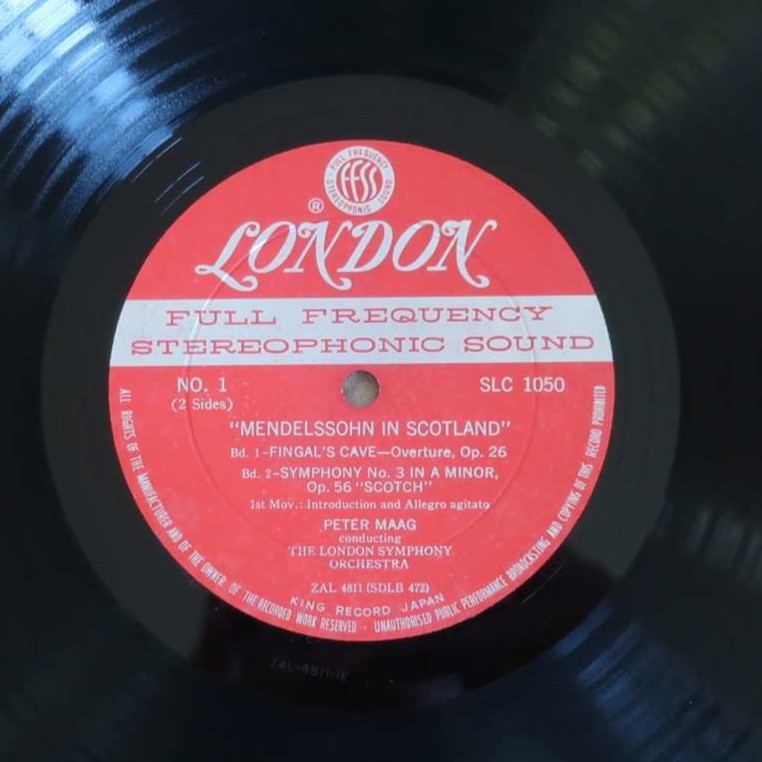 FULL FREQUENCY
FFSS
STEREOPHONIC SOUND
®
LONDON
FULL FREQUENCY
STEREOPHONIC SOUND
NO. 1
SLC 1050
(2 Sides)
"MENDELSSOHN IN SCOTLAND"
Bd. 1-FINGAL'S CAVE—Overture, Op. 26
Bd. 2-SYMPHONY No. 3 IN A MINOR,
Op. 56 "SCOTCH"
1st Mov.: Introduction and Allegro agitato
PETER MAAG
conducting
THE LONDON SYMPHONY
ORCHESTRA
ZAL 4811 (SDLB 472)
KING RECORD JAPAN
ALL RIGHTS OF THE MANUFACTURER AND OF THE OWNER OF THE RECORDED WORK RESERVED · UNAUTHORISED PUBLIC PERFORMANCE BROADCASTING AND COPYING OF THIS RECORD PROHIBITED
ZAL-4811-1E